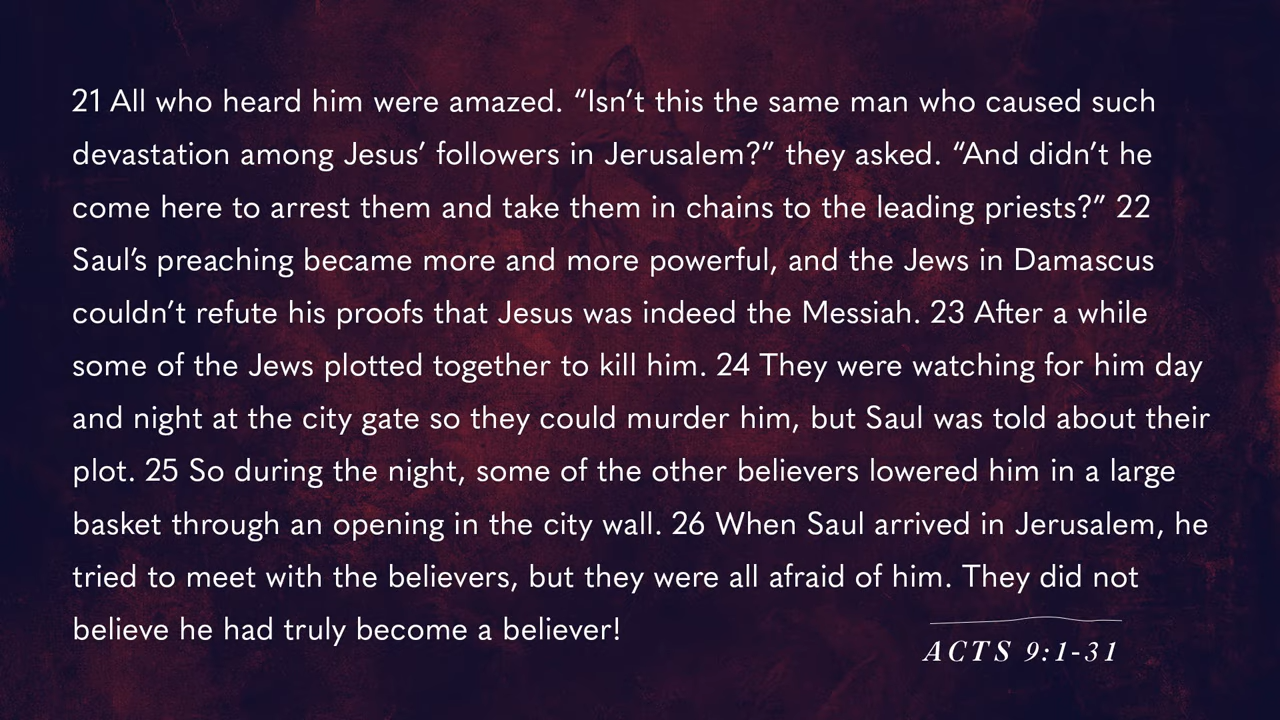 21 All who heard him were amazed. “Isn’t this the same man who caused such
devastation among Jesus’ followers in Jerusalem?” they asked. “And didn’t he
come here to arrest them and take them in chains to the leading priests?” 22
Saul’s preaching became more and more powerful, and the Jews in Damascus
couldn’t refute his proofs that Jesus was indeed the Messiah. 23 After a while
some of the Jews plotted together to kill him. 24 They were watching for him day
and night at the city gate so they could murder him, but Saul was told about their
plot. 25 So during the night, some of the other believers lowered him in a large
basket through an opening in the city wall. 26 When Saul arrived in Jerusalem, he
tried to meet with the believers, but they were all afraid of him. They did not
believe he had truly become a believer!
ACTS 9:1-31